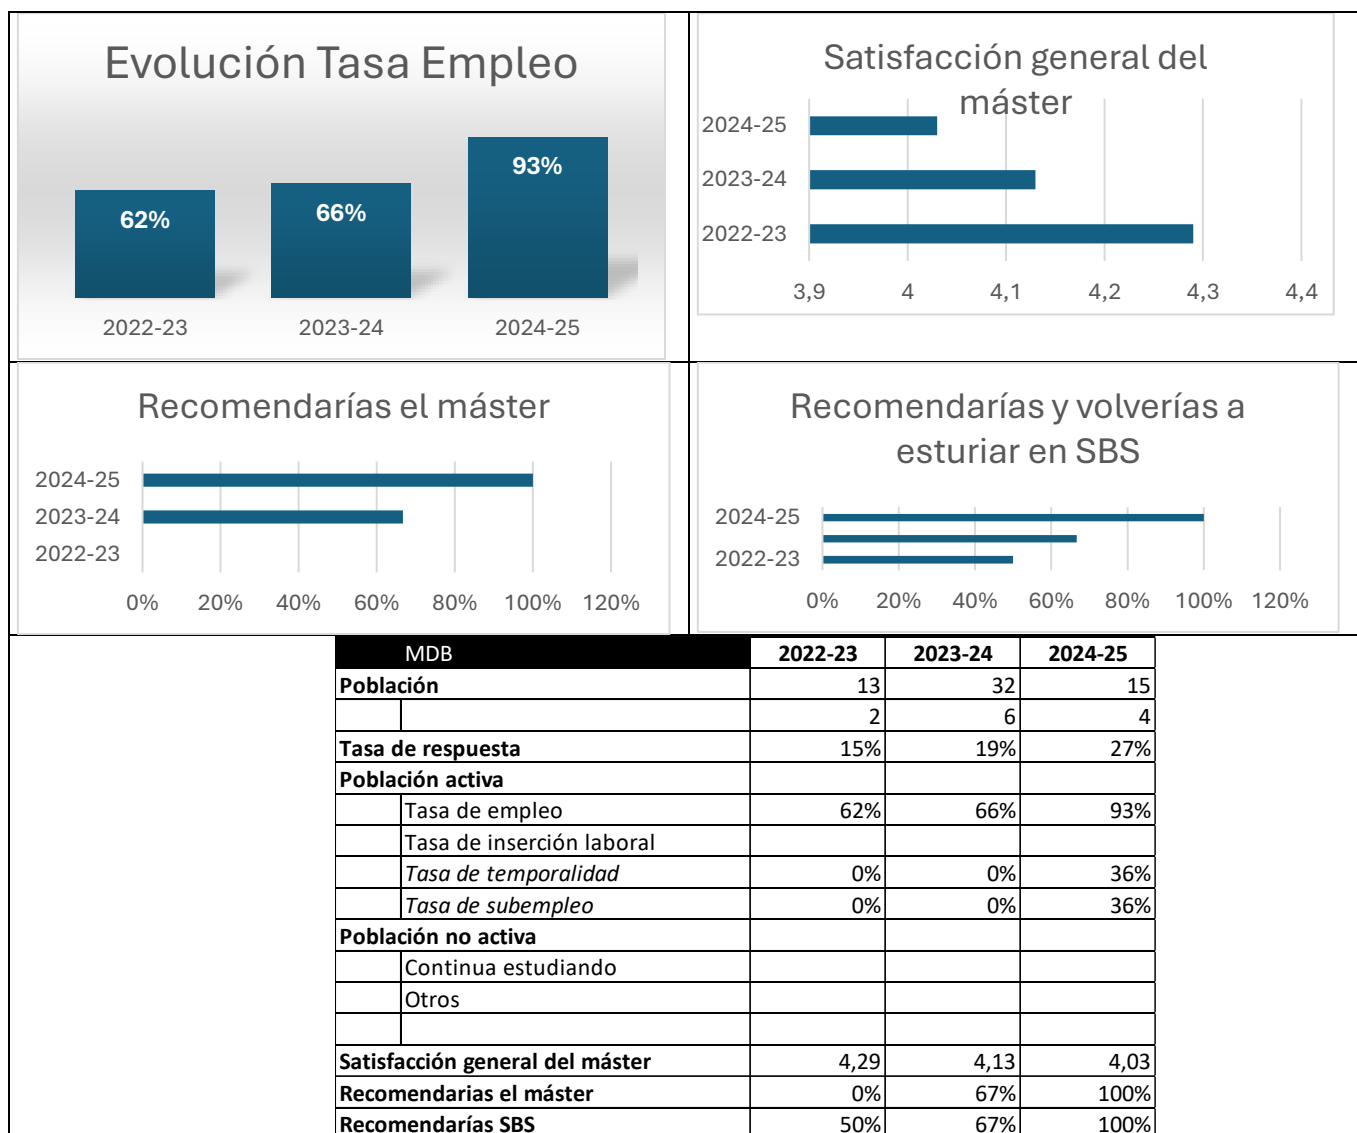 Evolución Tasa Empleo
62%
66%
93%
2022-23
2023-24
2024-25
Satisfacción general del
máster
2024-25
2023-24
2022-23
3,9 4 4,1 4,2 4,3 4,4
Recomendarías el máster
2024-25
2023-24
2022-23
0% 20% 40% 60% 80% 100% 120%
Recomendarías y volverías a
esturiar en SBS
2024-25
2022-23
0% 20% 40% 60% 80% 100% 120%
MDB 2022-23 2023-24 2024-25
Población 13 32 15
2 6 4
Tasa de respuesta 15% 19% 27%
Población activa
Tasa de empleo 62% 66% 93%
Tasa de inserción laboral
Tasa de temporalidad 0% 0% 36%
Tasa de subempleo 0% 0% 36%
Población no activa
Continua estudiando
Otros
Satisfacción general del máster 4,29 4,13 4,03
Recomendarias el máster 0% 67% 100%
Recomendarías SBS 50% 67% 100%